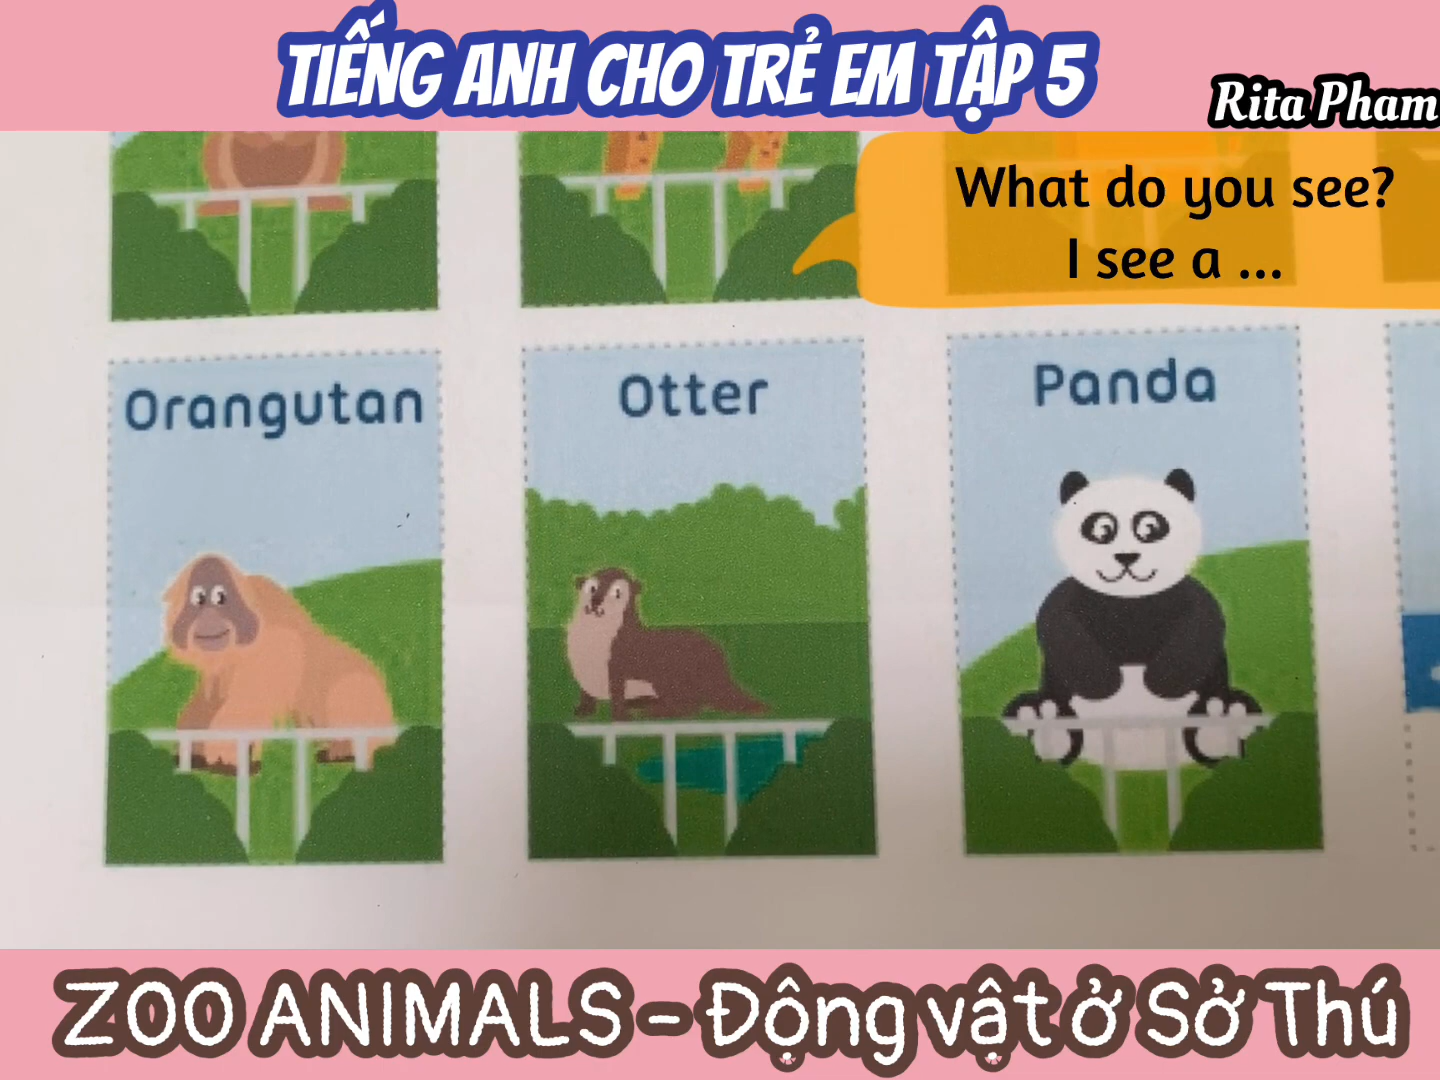 TIẾNG ANH CHO TRẺ EM TẬP 5
Rita Pham
What do you see?
I see a ...
Orangutan
Otter
Panda
ZOO ANIMALS - Động vật ở Sở Thú